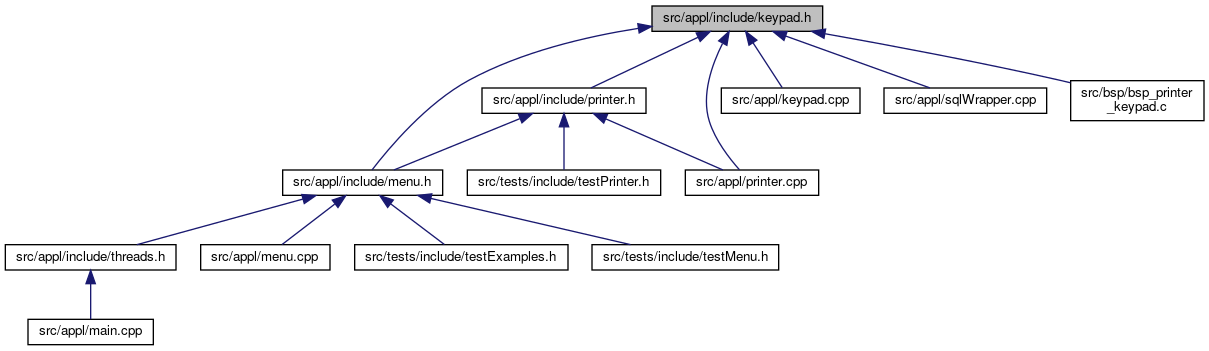 src/appl/include/keypad.h
src/appl/include/printer.h
src/appl/keypad.cpp
src/appl/sqlWrapper.cpp
src/bsp/bsp_printer
_keypad.c
src/appl/include/menu.h
src/tests/include/testPrinter.h
src/appl/printer.cpp
src/appl/include/threads.h
src/appl/menu.cpp
src/tests/include/testExamples.h
src/tests/include/testMenu.h
src/appl/main.cpp